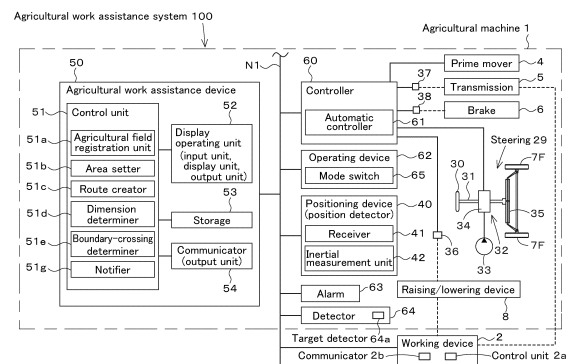 Agricultural work assistance system 100
Agricultural machine 1
N1
50
Agricultural work assistance device
51
Control unit
51a
Agricultural field registration unit
51b
Area setter
51c
Route creator
51d
Dimension determiner
51e
Boundary-crossing determiner
51g
Notifier
52
Display operating unit (input unit, display unit, output unit)
53
Storage
Communicator (output unit)
54
60
Controller
Automatic controller
61
37
38
Prime mover
4
5
Transmission
Brake
6
Operating device
62
Mode switch
65
Positioning device (position detector)
40
Receiver
41
Inertial measurement unit
42
Steering 29
7F
30
31
34
35
32
33
7F
36
Alarm
63
Detector
64
64a
Target detector
Raising/lowering device
8
Working device
2
Communicator 2b
Control unit 2a